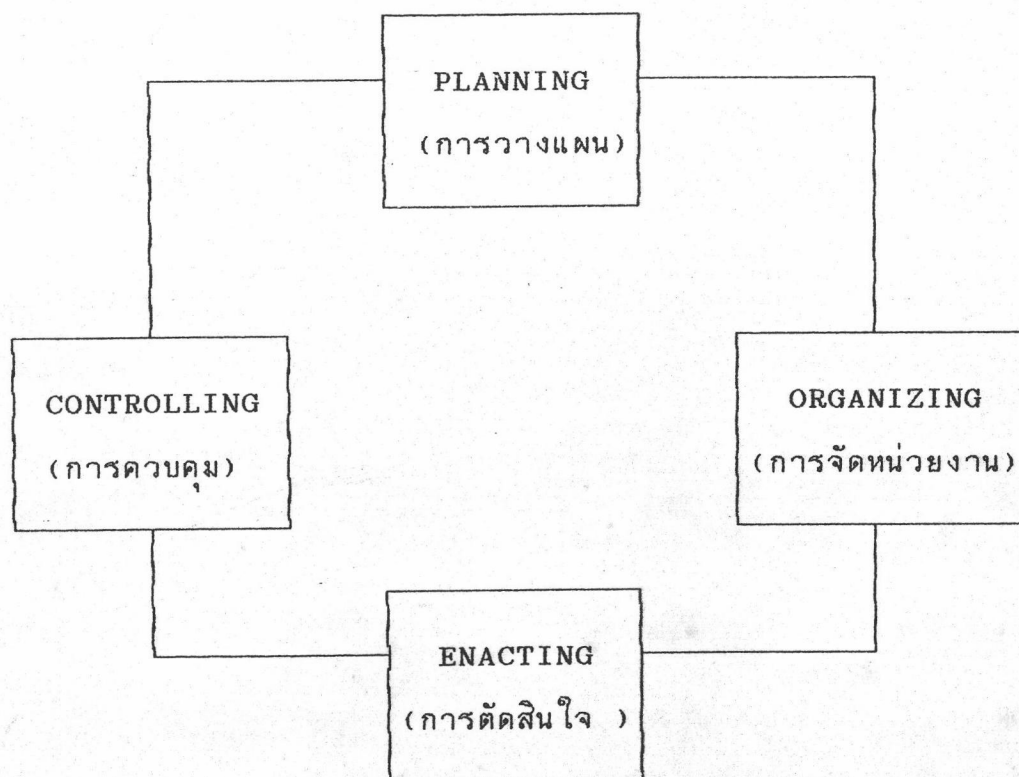 PLANNING
(การวางแผน)
CONTROLLING
(การควบคุม)
ORGANIZING
(การจัดหน่วยงาน)
ENACTING
(การตัดสินใจ )